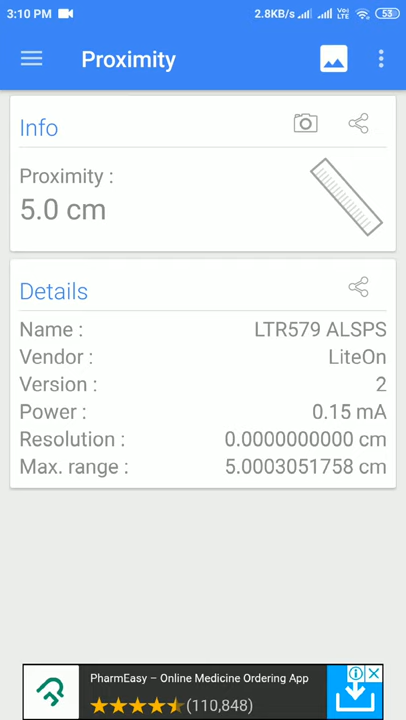 3:10 PM 2.8KB/s VoLTE 53
Proximity
Info
Proximity :
5.0 cm
Details
Name : LTR579 ALSPS
Vendor : LiteOn
Version : 2
Power : 0.15 mA
Resolution : 0.0000000000 cm
Max. range : 5.0003051758 cm
PharmEasy – Online Medicine Ordering App
(110,848)